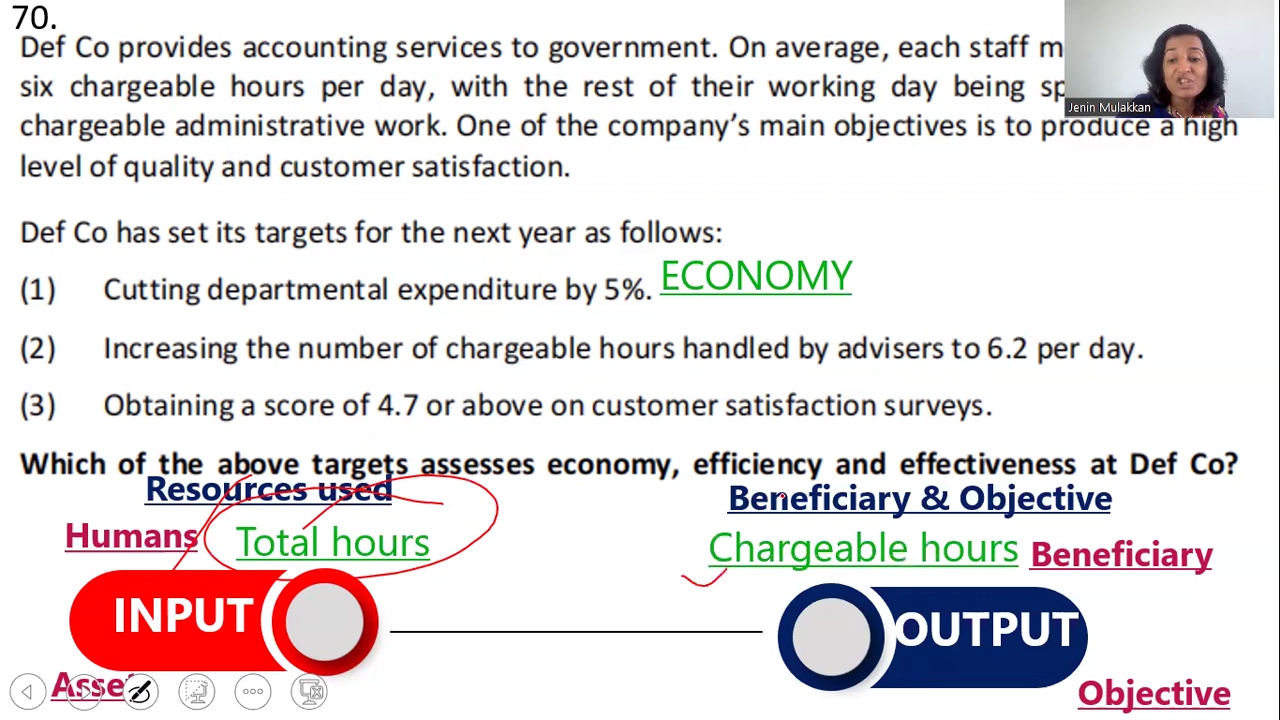 70.
Def Co provides accounting services to government. On average, each staff m
six chargeable hours per day, with the rest of their working day being sp
Jenin Mulakkan
chargeable administrative work. One of the company's main objectives is to produce a high
level of quality and customer satisfaction.
Def Co has set its targets for the next year as follows:
(1) Cutting departmental expenditure by 5%. ECONOMY
(2) Increasing the number of chargeable hours handled by advisers to 6.2 per day.
(3) Obtaining a score of 4.7 or above on customer satisfaction surveys.
Which of the above targets assesses economy, efficiency and effectiveness at Def Co?
Resources used Beneficiary & Objective
Humans Total hours Chargeable hours Beneficiary
INPUT OUTPUT
Asset Objective